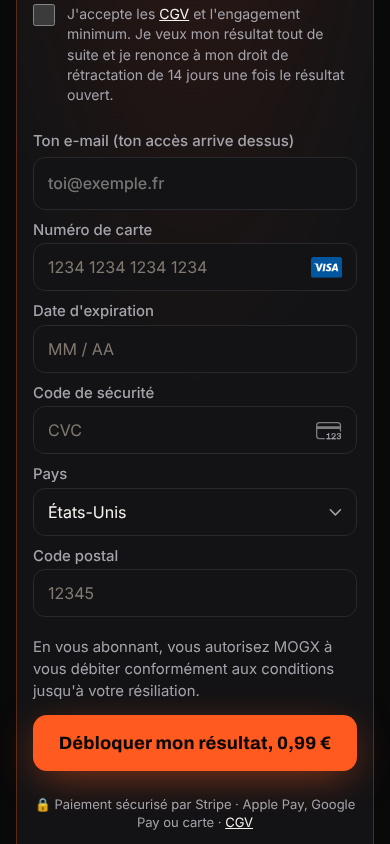 J'accepte les CGV et l'engagement
minimum. Je veux mon résultat tout de
suite et je renonce à mon droit de
rétractation de 14 jours une fois le résultat
ouvert.
Ton e-mail (ton accès arrive dessus)
toi@exemple.fr
Numéro de carte
1234 1234 1234 1234 VISA
Date d'expiration
MM / AA
Code de sécurité
CVC 123
Pays
États-Unis
Code postal
12345
En vous abonnant, vous autorisez MOGX à
vous débiter conformément aux conditions
jusqu'à votre résiliation.
Débloquer mon résultat, 0,99 €
🔒 Paiement sécurisé par Stripe · Apple Pay, Google
Pay ou carte · CGV